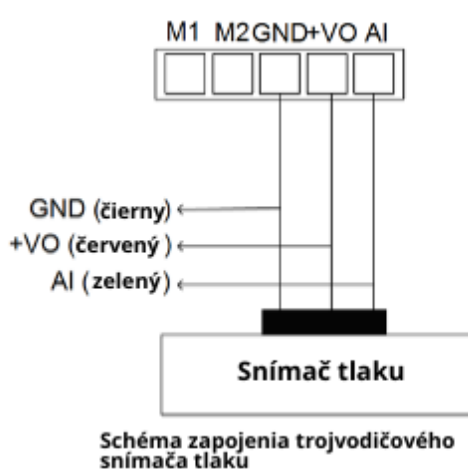 M1 M2 GND+VO AI
GND (čierny)
+VO (červený )
AI ( zelený)
Snímač tlaku
Schéma zapojenia trojvodičového
snímača tlaku